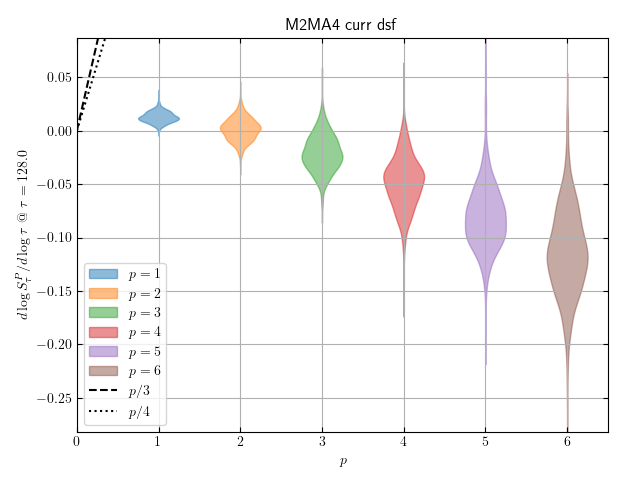 M2MA4 curr dsf
d log S_τ^P / d log τ @ τ = 128.0
0.05
0.00
−0.05
−0.10
−0.15
−0.20
−0.25
p = 1
p = 2
p = 3
p = 4
p = 5
p = 6
p/3
p/4
0 1 2 3 4 5 6
p